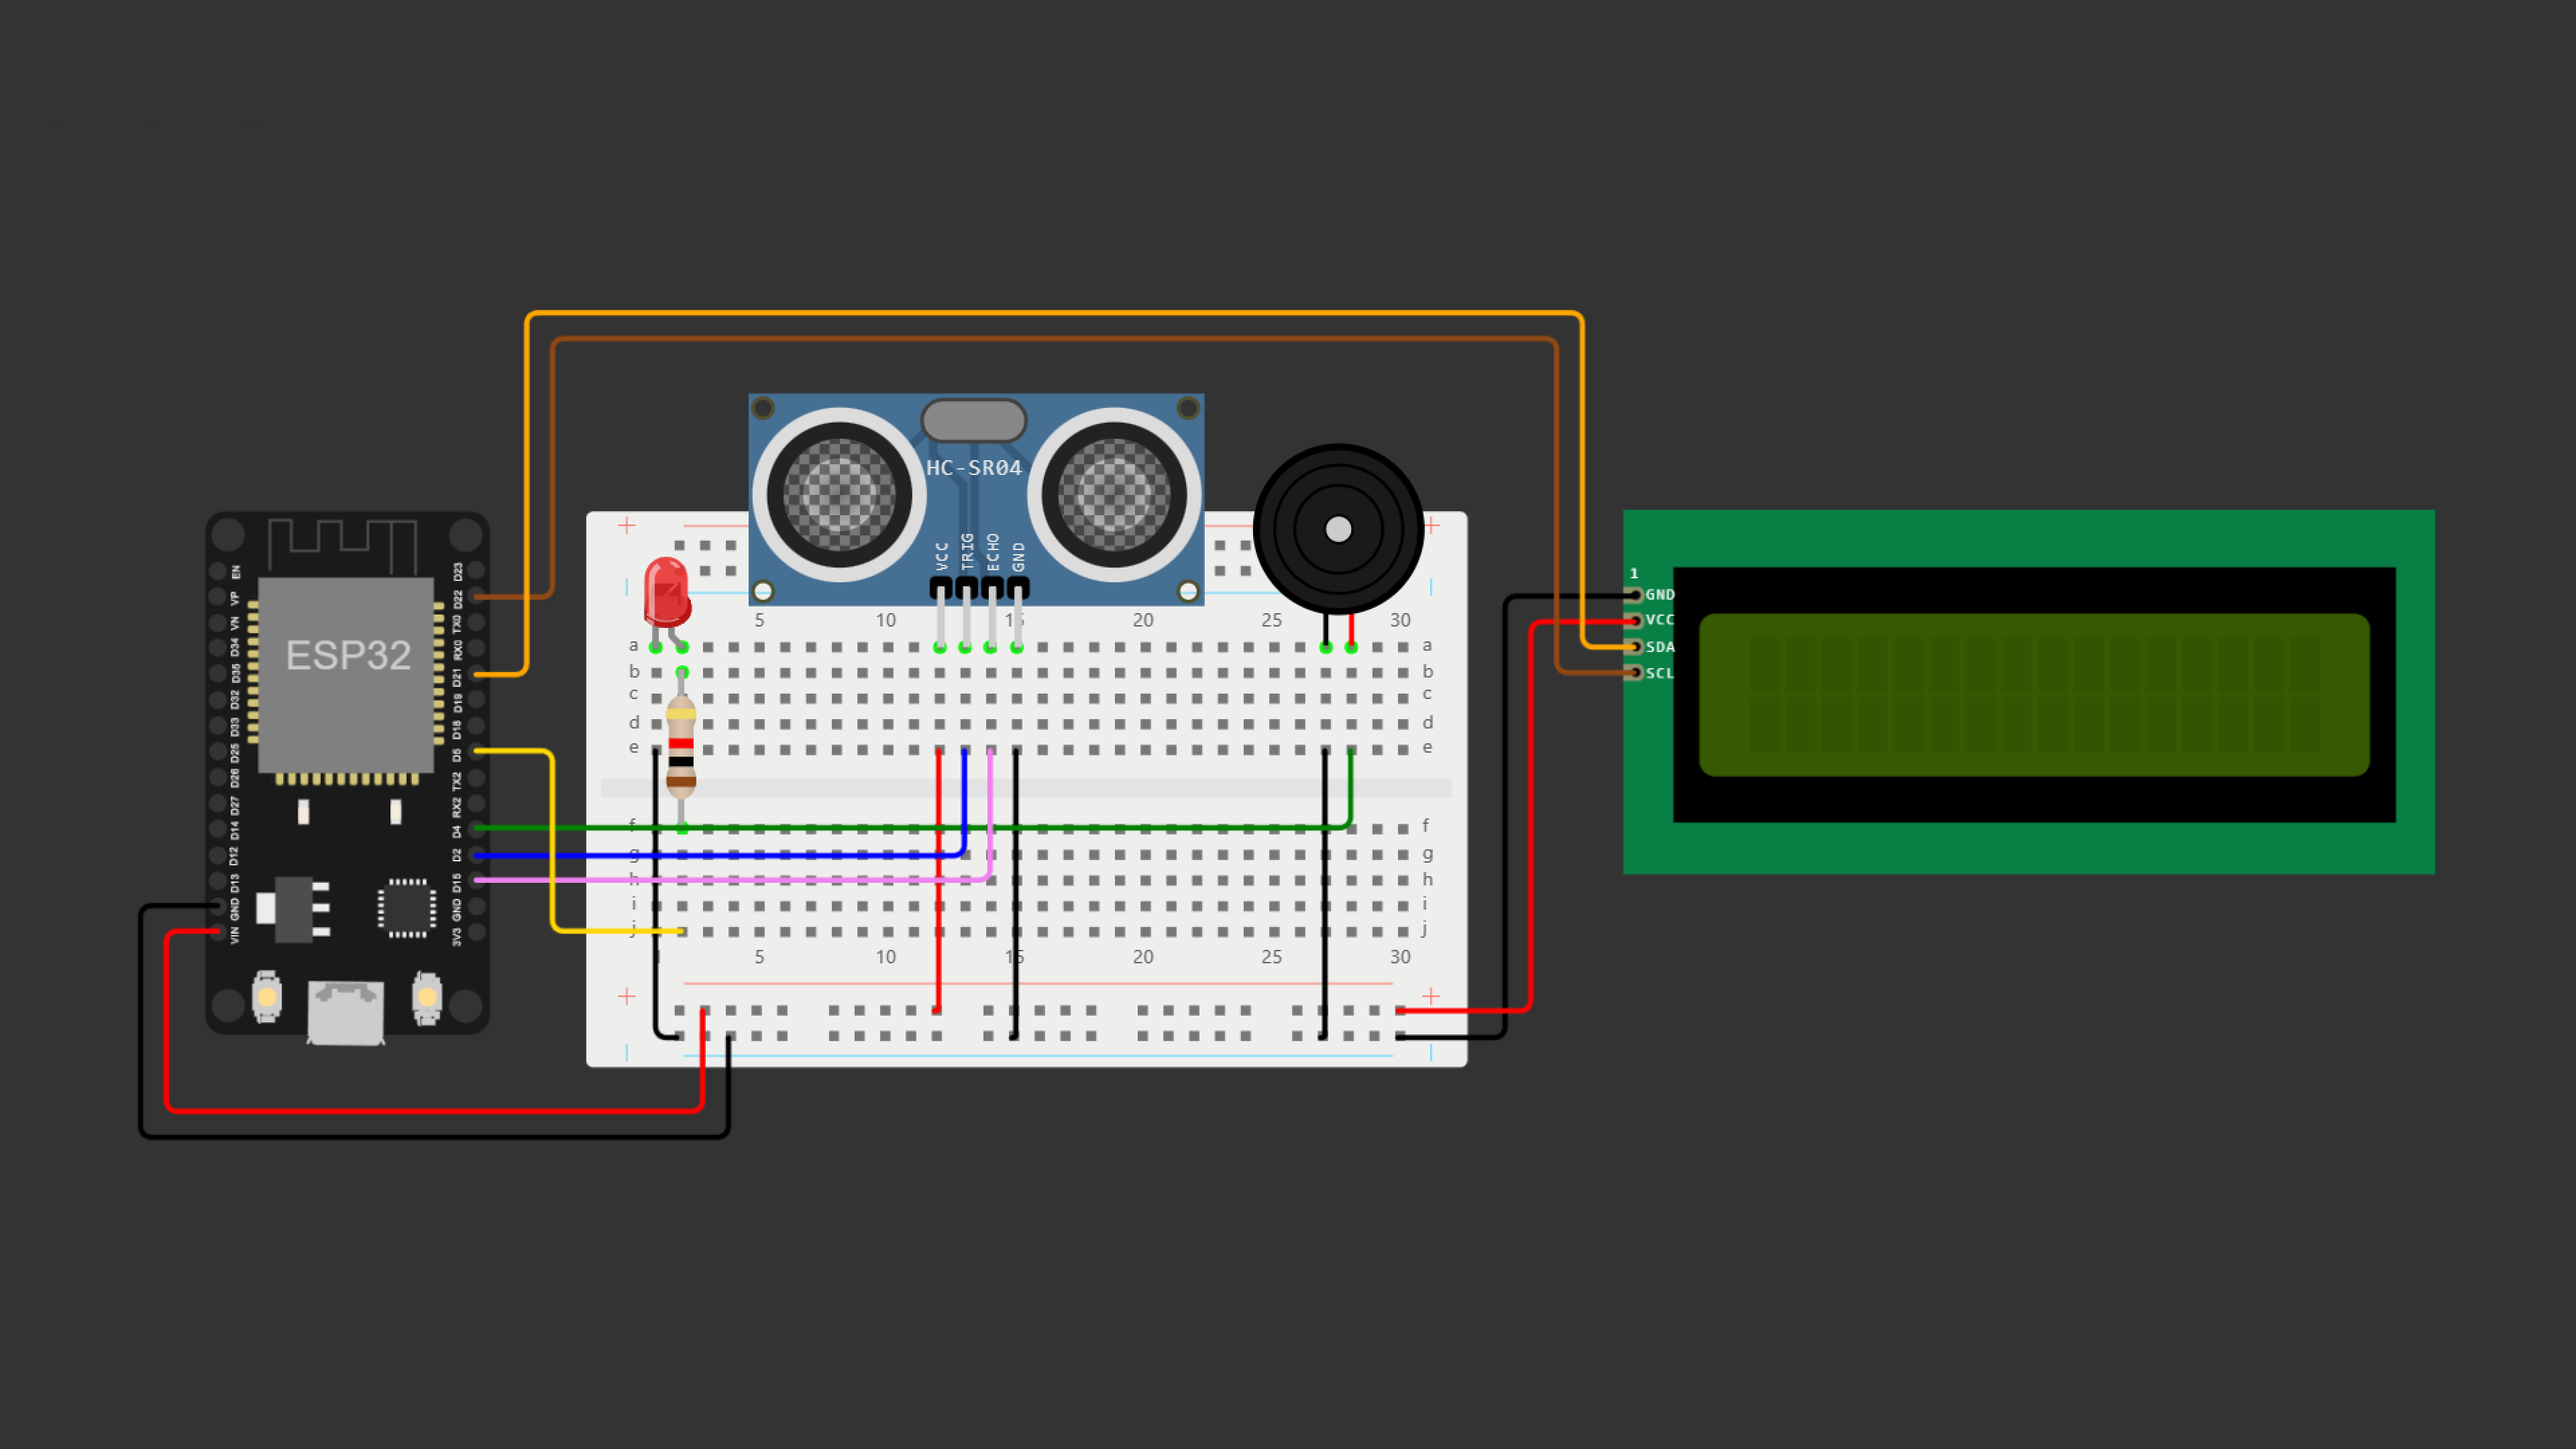 HC-SR04
VCC
TRIG
ECHO
GND
ESP32
EN
VP
VN
D34
D35
D32
D33
D25
D26
D27
D14
D12
D13
GND
VIN
D23
D22
TX0
RX0
D21
D19
D18
D5
TX2
RX2
D4
D2
D15
GND
3V3
5 10 15 20 25 30
a a
b b
c c
d d
e e
f f
g g
h h
i i
j j
5 10 15 20 25 30
1
GND
VCC
SDA
SCL